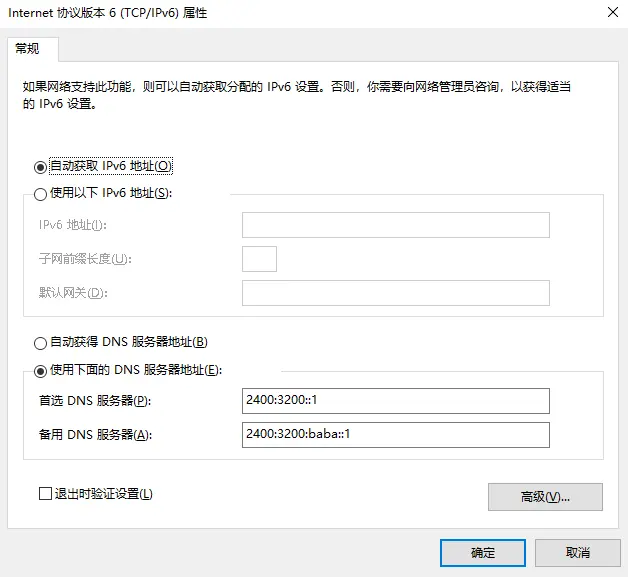 Internet 协议版本 6 (TCP/IPv6) 属性
常规
如果网络支持此功能，则可以自动获取分配的 IPv6 设置。否则，你需要向网络管理员咨询，以获得适当
的 IPv6 设置。
自动获取 IPv6 地址(O)
使用以下 IPv6 地址(S):
IPv6 地址(I):
子网前缀长度(U):
默认网关(D):
自动获得 DNS 服务器地址(B)
使用下面的 DNS 服务器地址(E):
首选 DNS 服务器(P):
2400:3200::1
备用 DNS 服务器(A):
2400:3200:baba::1
退出时验证设置(L)
高级(V)...
确定
取消